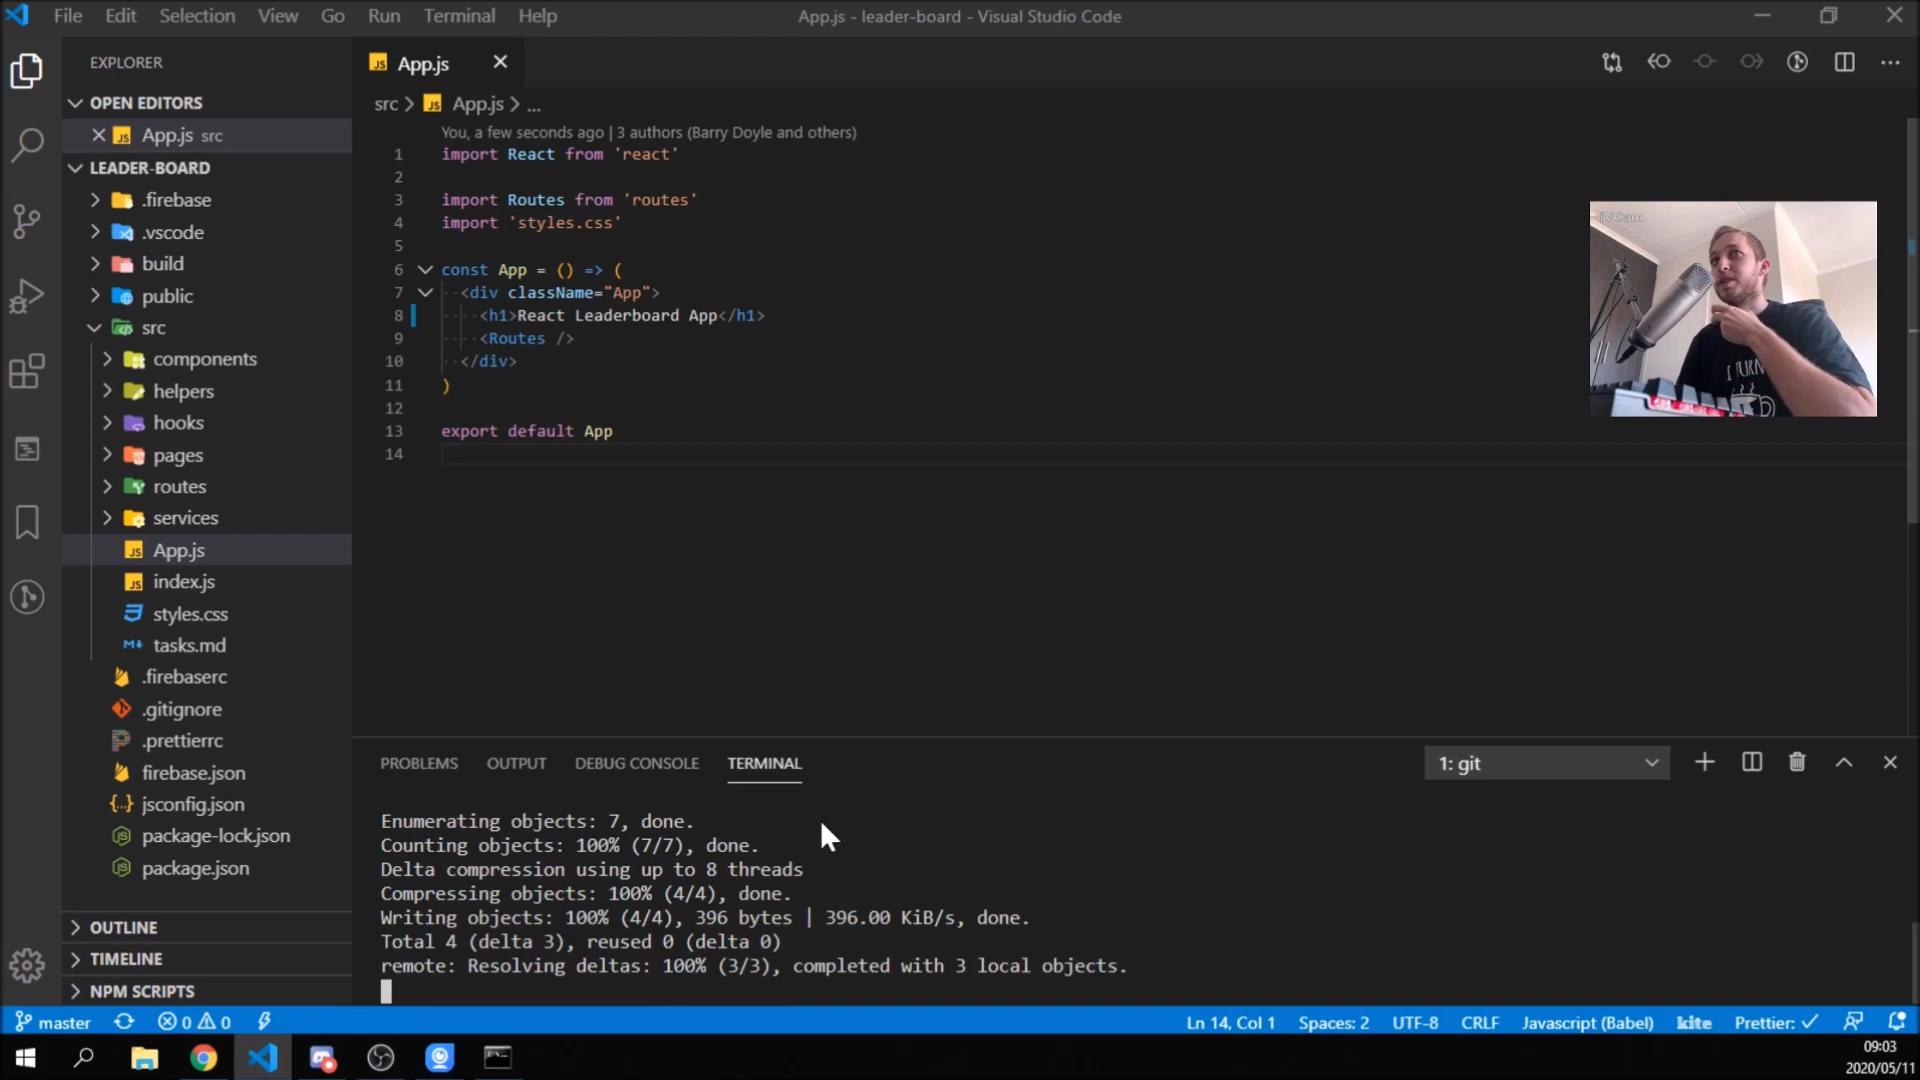 File Edit Selection View Go Run Terminal Help
App.js - leader-board - Visual Studio Code
EXPLORER
OPEN EDITORS
App.js src
LEADER-BOARD
.firebase
.vscode
build
public
src
components
helpers
hooks
pages
routes
services
App.js
index.js
styles.css
tasks.md
.firebaserc
.gitignore
.prettierrc
firebase.json
jsconfig.json
package-lock.json
package.json
OUTLINE
TIMELINE
NPM SCRIPTS
App.js
src > App.js > ...
You, a few seconds ago | 3 authors (Barry Doyle and others)
1 import React from 'react'
2
3 import Routes from 'routes'
4 import 'styles.css'
5
6 const App = () => (
7 <div className="App">
8 <h1>React Leaderboard App</h1>
9 <Routes />
10 </div>
11 )
12
13 export default App
14
iVCam
I TURN
PROBLEMS OUTPUT DEBUG CONSOLE TERMINAL
1: git
Enumerating objects: 7, done.
Counting objects: 100% (7/7), done.
Delta compression using up to 8 threads
Compressing objects: 100% (4/4), done.
Writing objects: 100% (4/4), 396 bytes | 396.00 KiB/s, done.
Total 4 (delta 3), reused 0 (delta 0)
remote: Resolving deltas: 100% (3/3), completed with 3 local objects.
master 0 0
Ln 14, Col 1 Spaces: 2 UTF-8 CRLF Javascript (Babel) kite Prettier: ✓
09:03
2020/05/11